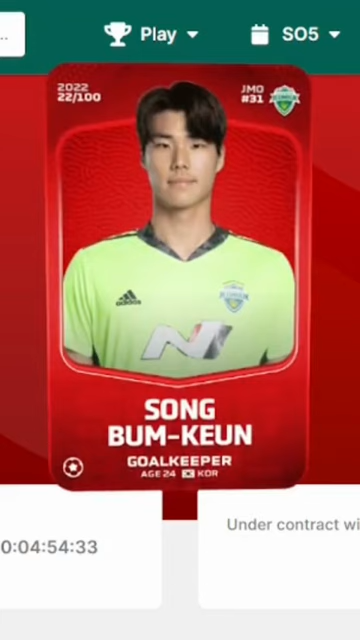 ...
Play
SO5
2022
22/100
JMO
#31
adidas
N
SONG
BUM-KEUN
GOALKEEPER
AGE 24 KOR
0:04:54:33
Under contract wi